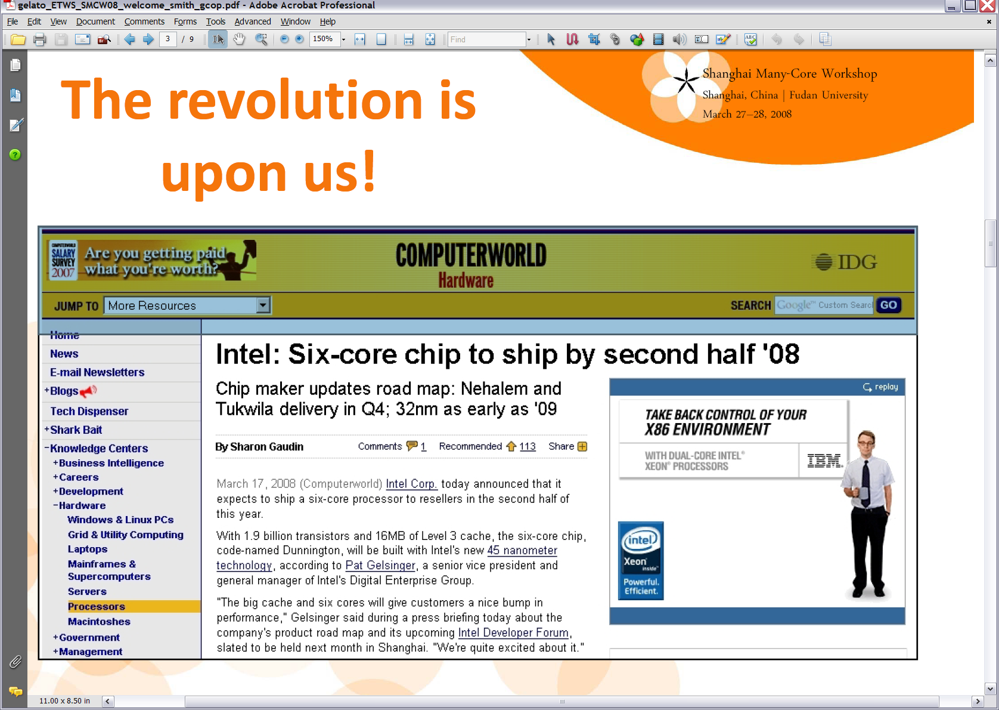 gelato_ETWS_SMCW08_welcome_smith_gcop.pdf - Adobe Acrobat Professional
File Edit View Document Comments Forms Tools Advanced Window Help
3 / 9 150% Find
The revolution is
upon us!
Shanghai Many-Core Workshop
Shanghai, China | Fudan University
March 27–28, 2008
COMPUTERWORLD
SALARY
SURVEY
2007
Are you getting paid
what you're worth?
COMPUTERWORLD
Hardware
IDG
JUMP TO More Resources
SEARCH Google™ Custom Searc GO
Home
News
E-mail Newsletters
+Blogs
Tech Dispenser
+Shark Bait
−Knowledge Centers
+Business Intelligence
+Careers
+Development
−Hardware
Windows & Linux PCs
Grid & Utility Computing
Laptops
Mainframes &
Supercomputers
Servers
Processors
Macintoshes
+Government
+Management
Intel: Six-core chip to ship by second half '08
Chip maker updates road map: Nehalem and
Tukwila delivery in Q4; 32nm as early as '09
By Sharon Gaudin Comments 1 Recommended 113 Share
March 17, 2008 (Computerworld) Intel Corp. today announced that it
expects to ship a six-core processor to resellers in the second half of
this year.
With 1.9 billion transistors and 16MB of Level 3 cache, the six-core chip,
code-named Dunnington, will be built with Intel's new 45 nanometer
technology, according to Pat Gelsinger, a senior vice president and
general manager of Intel's Digital Enterprise Group.
"The big cache and six cores will give customers a nice bump in
performance," Gelsinger said during a press briefing today about the
company's product road map and its upcoming Intel Developer Forum,
slated to be held next month in Shanghai. "We're quite excited about it."
replay
TAKE BACK CONTROL OF YOUR
X86 ENVIRONMENT
WITH DUAL-CORE INTEL®
XEON® PROCESSORS
IBM.
intel
Xeon®
inside™
Powerful.
Efficient.
11.00 x 8.50 in